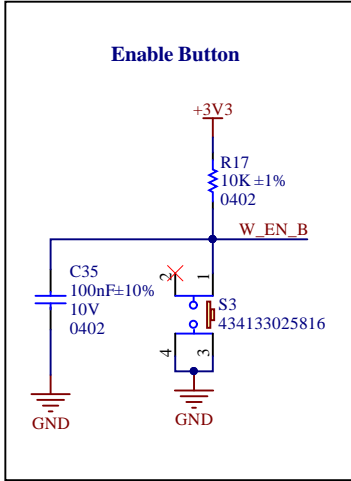 Enable Button
+3V3
R17
10K ±1%
0402
W_EN_B
C35
100nF±10%
10V
0402
2
1
S3
434133025816
4
3
GND
GND